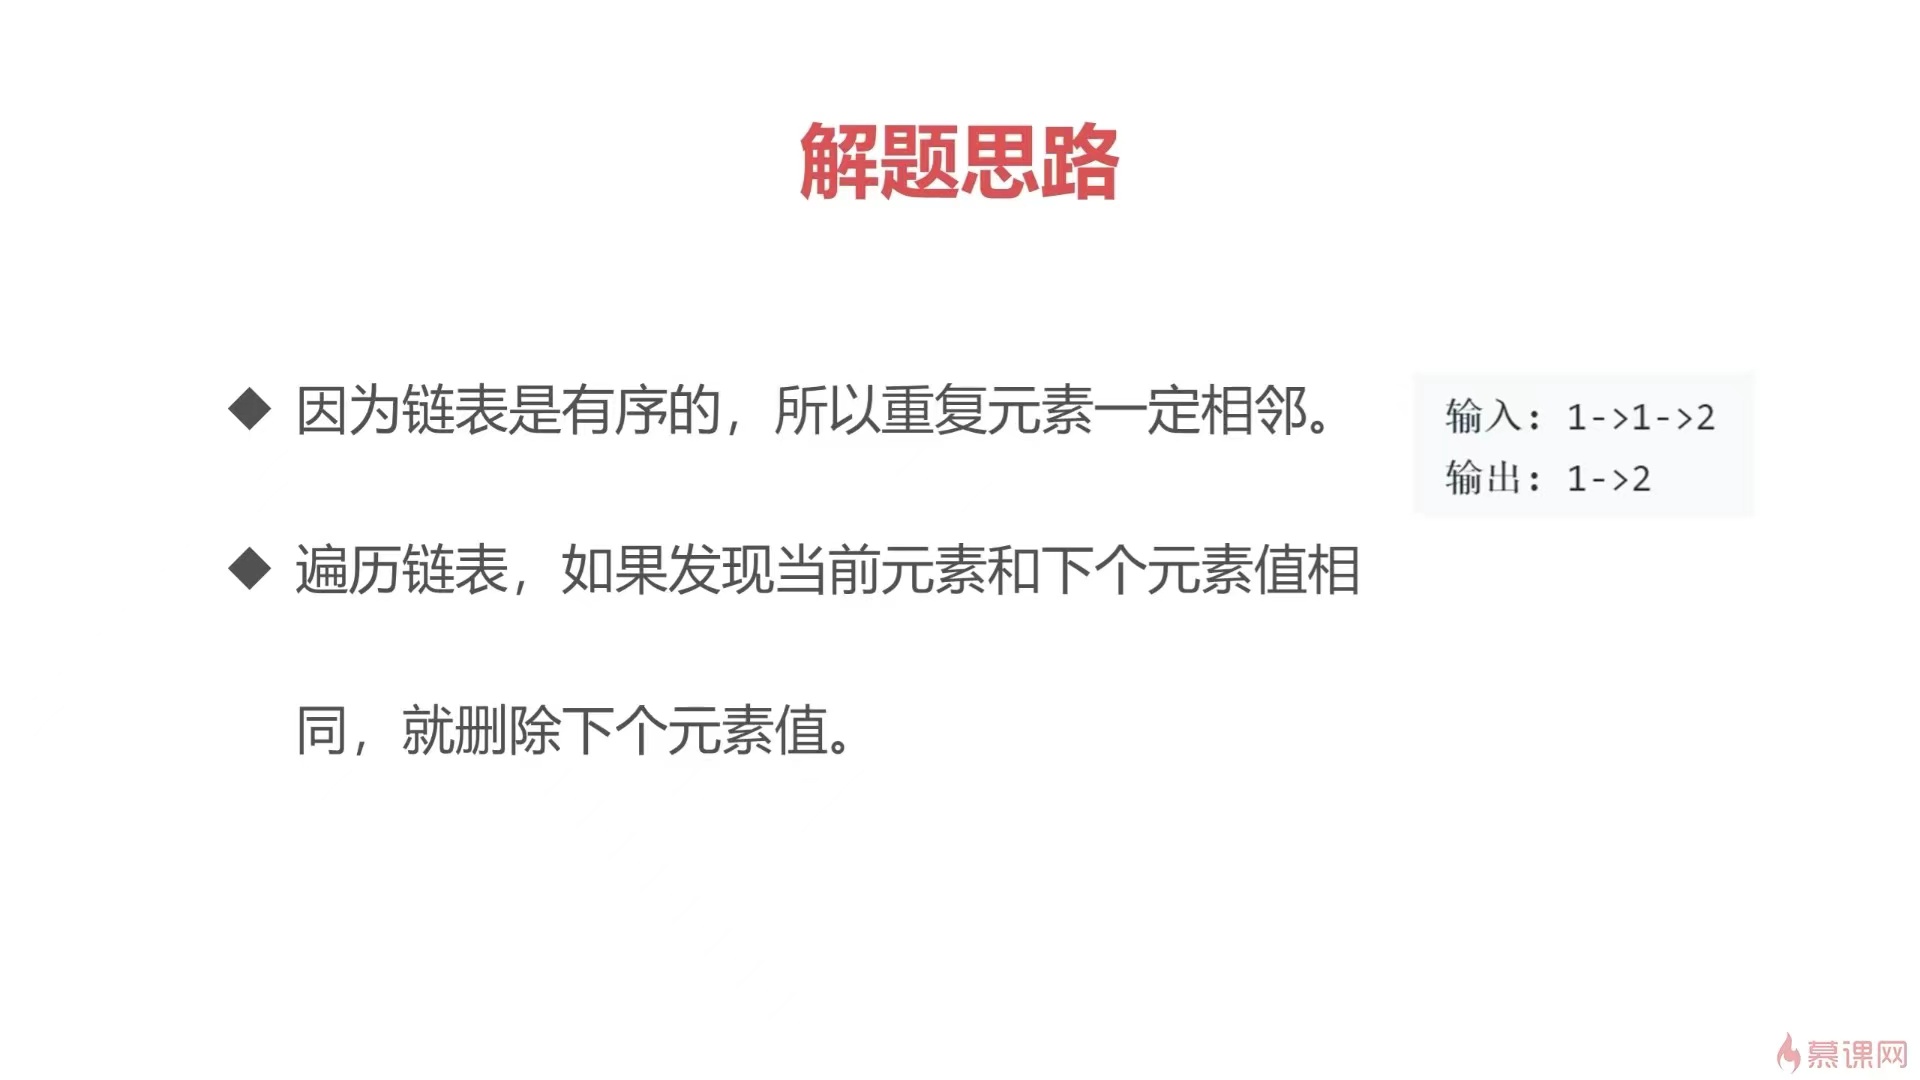 解题思路
◆ 因为链表是有序的，所以重复元素一定相邻。
输入: 1->1->2
输出: 1->2
◆ 遍历链表，如果发现当前元素和下个元素值相
同，就删除下个元素值。
慕课网